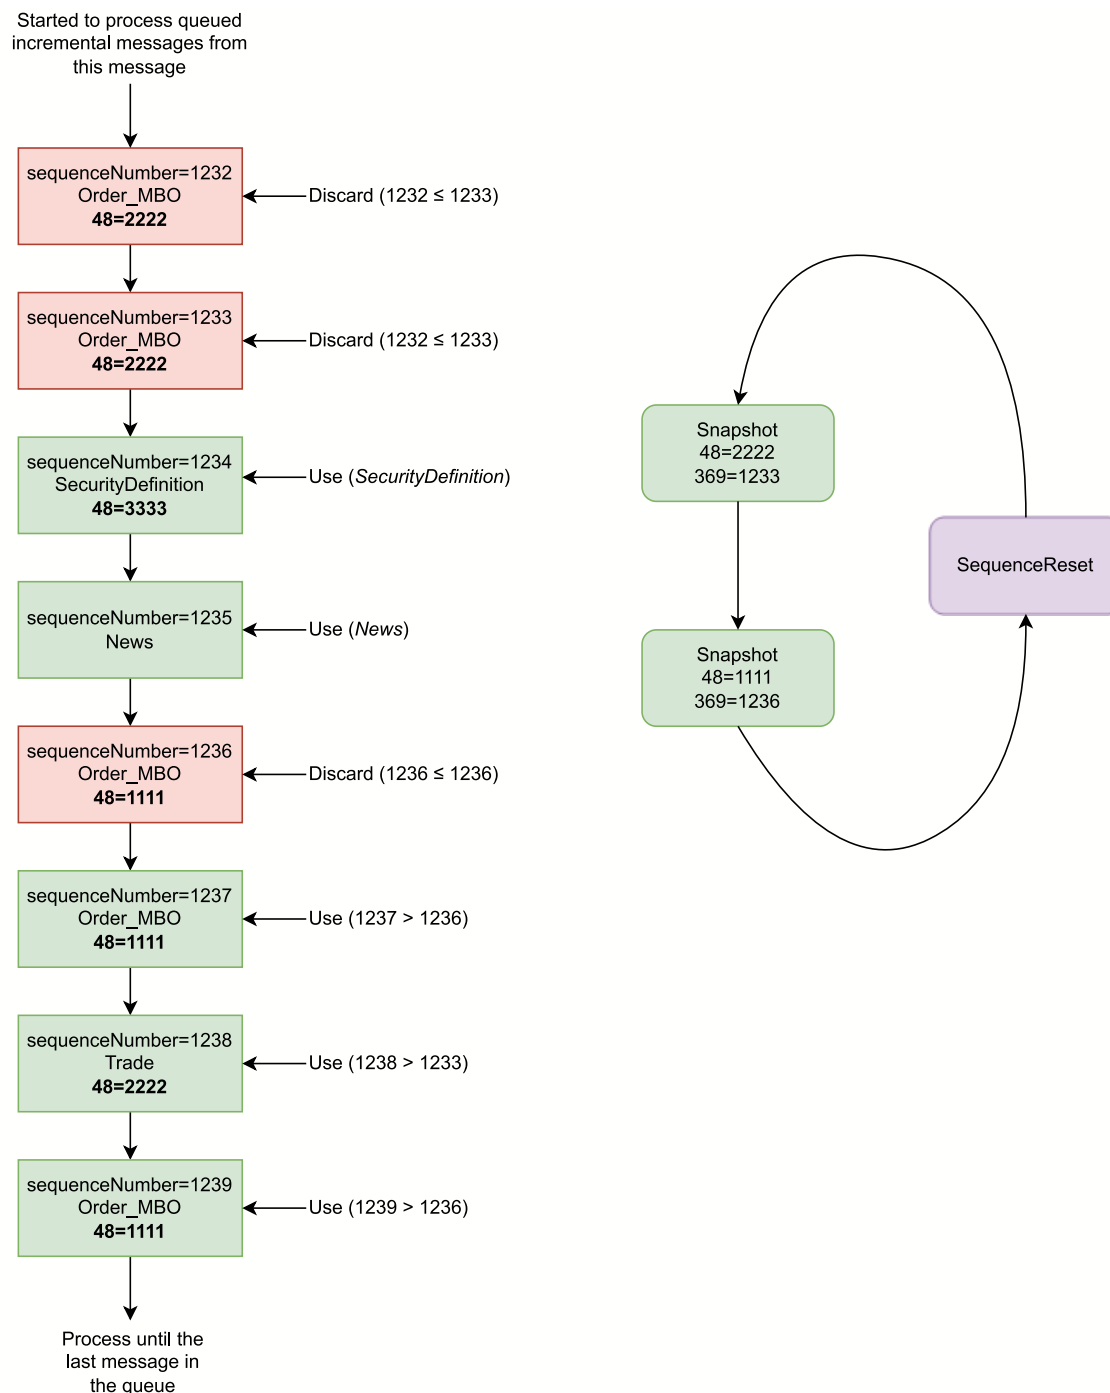 Started to process queued
incremental messages from
this message
sequenceNumber=1232
Order_MBO
48=2222
Discard (1232 ≤ 1233)
sequenceNumber=1233
Order_MBO
48=2222
Discard (1232 ≤ 1233)
sequenceNumber=1234
SecurityDefinition
48=3333
Use (SecurityDefinition)
sequenceNumber=1235
News
Use (News)
sequenceNumber=1236
Order_MBO
48=1111
Discard (1236 ≤ 1236)
sequenceNumber=1237
Order_MBO
48=1111
Use (1237 > 1236)
sequenceNumber=1238
Trade
48=2222
Use (1238 > 1233)
sequenceNumber=1239
Order_MBO
48=1111
Use (1239 > 1236)
Process until the
last message in
the queue
Snapshot
48=2222
369=1233
Snapshot
48=1111
369=1236
SequenceReset